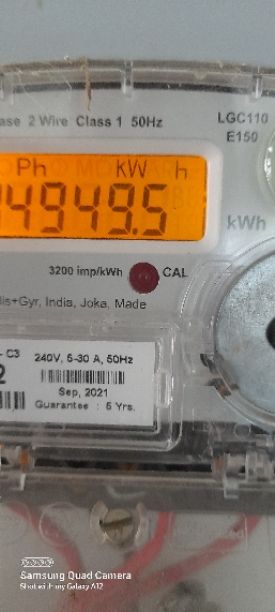 ase 2 Wire Class 1 50Hz
LGC110
E150
Ph KW h
4949.5
kWh
3200 imp/kWh CAL
is+Gyr, India, Joka, Made
- C3
240V, 5-30 A, 50Hz
2
Sep, 2021
Guarantee : 5 Yrs.
Samsung Quad Camera
Shot with my Galaxy A12